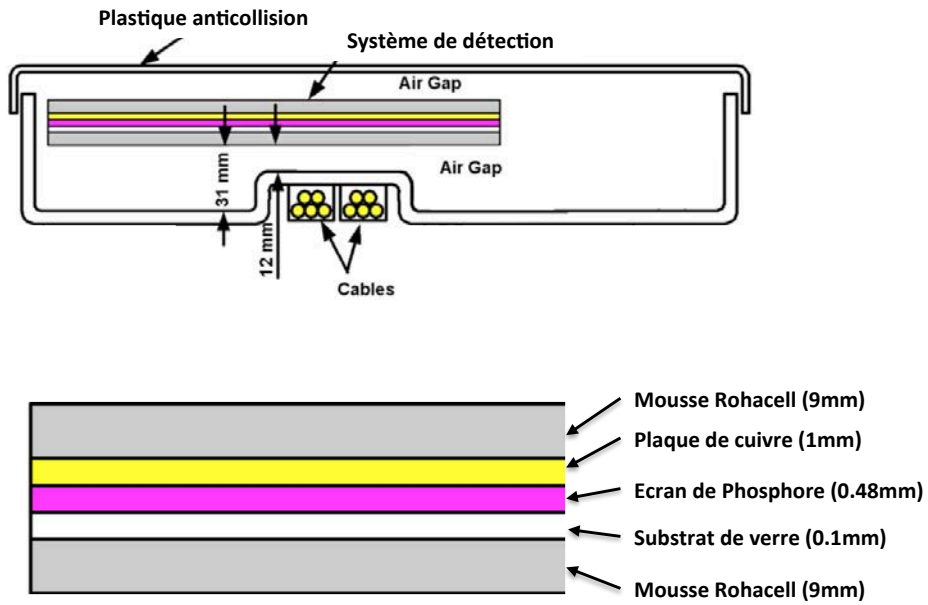 Plastique anticollision
Système de détection
Air Gap
Air Gap
31 mm
12 mm
Cables
Mousse Rohacell (9mm)
Plaque de cuivre (1mm)
Ecran de Phosphore (0.48mm)
Substrat de verre (0.1mm)
Mousse Rohacell (9mm)